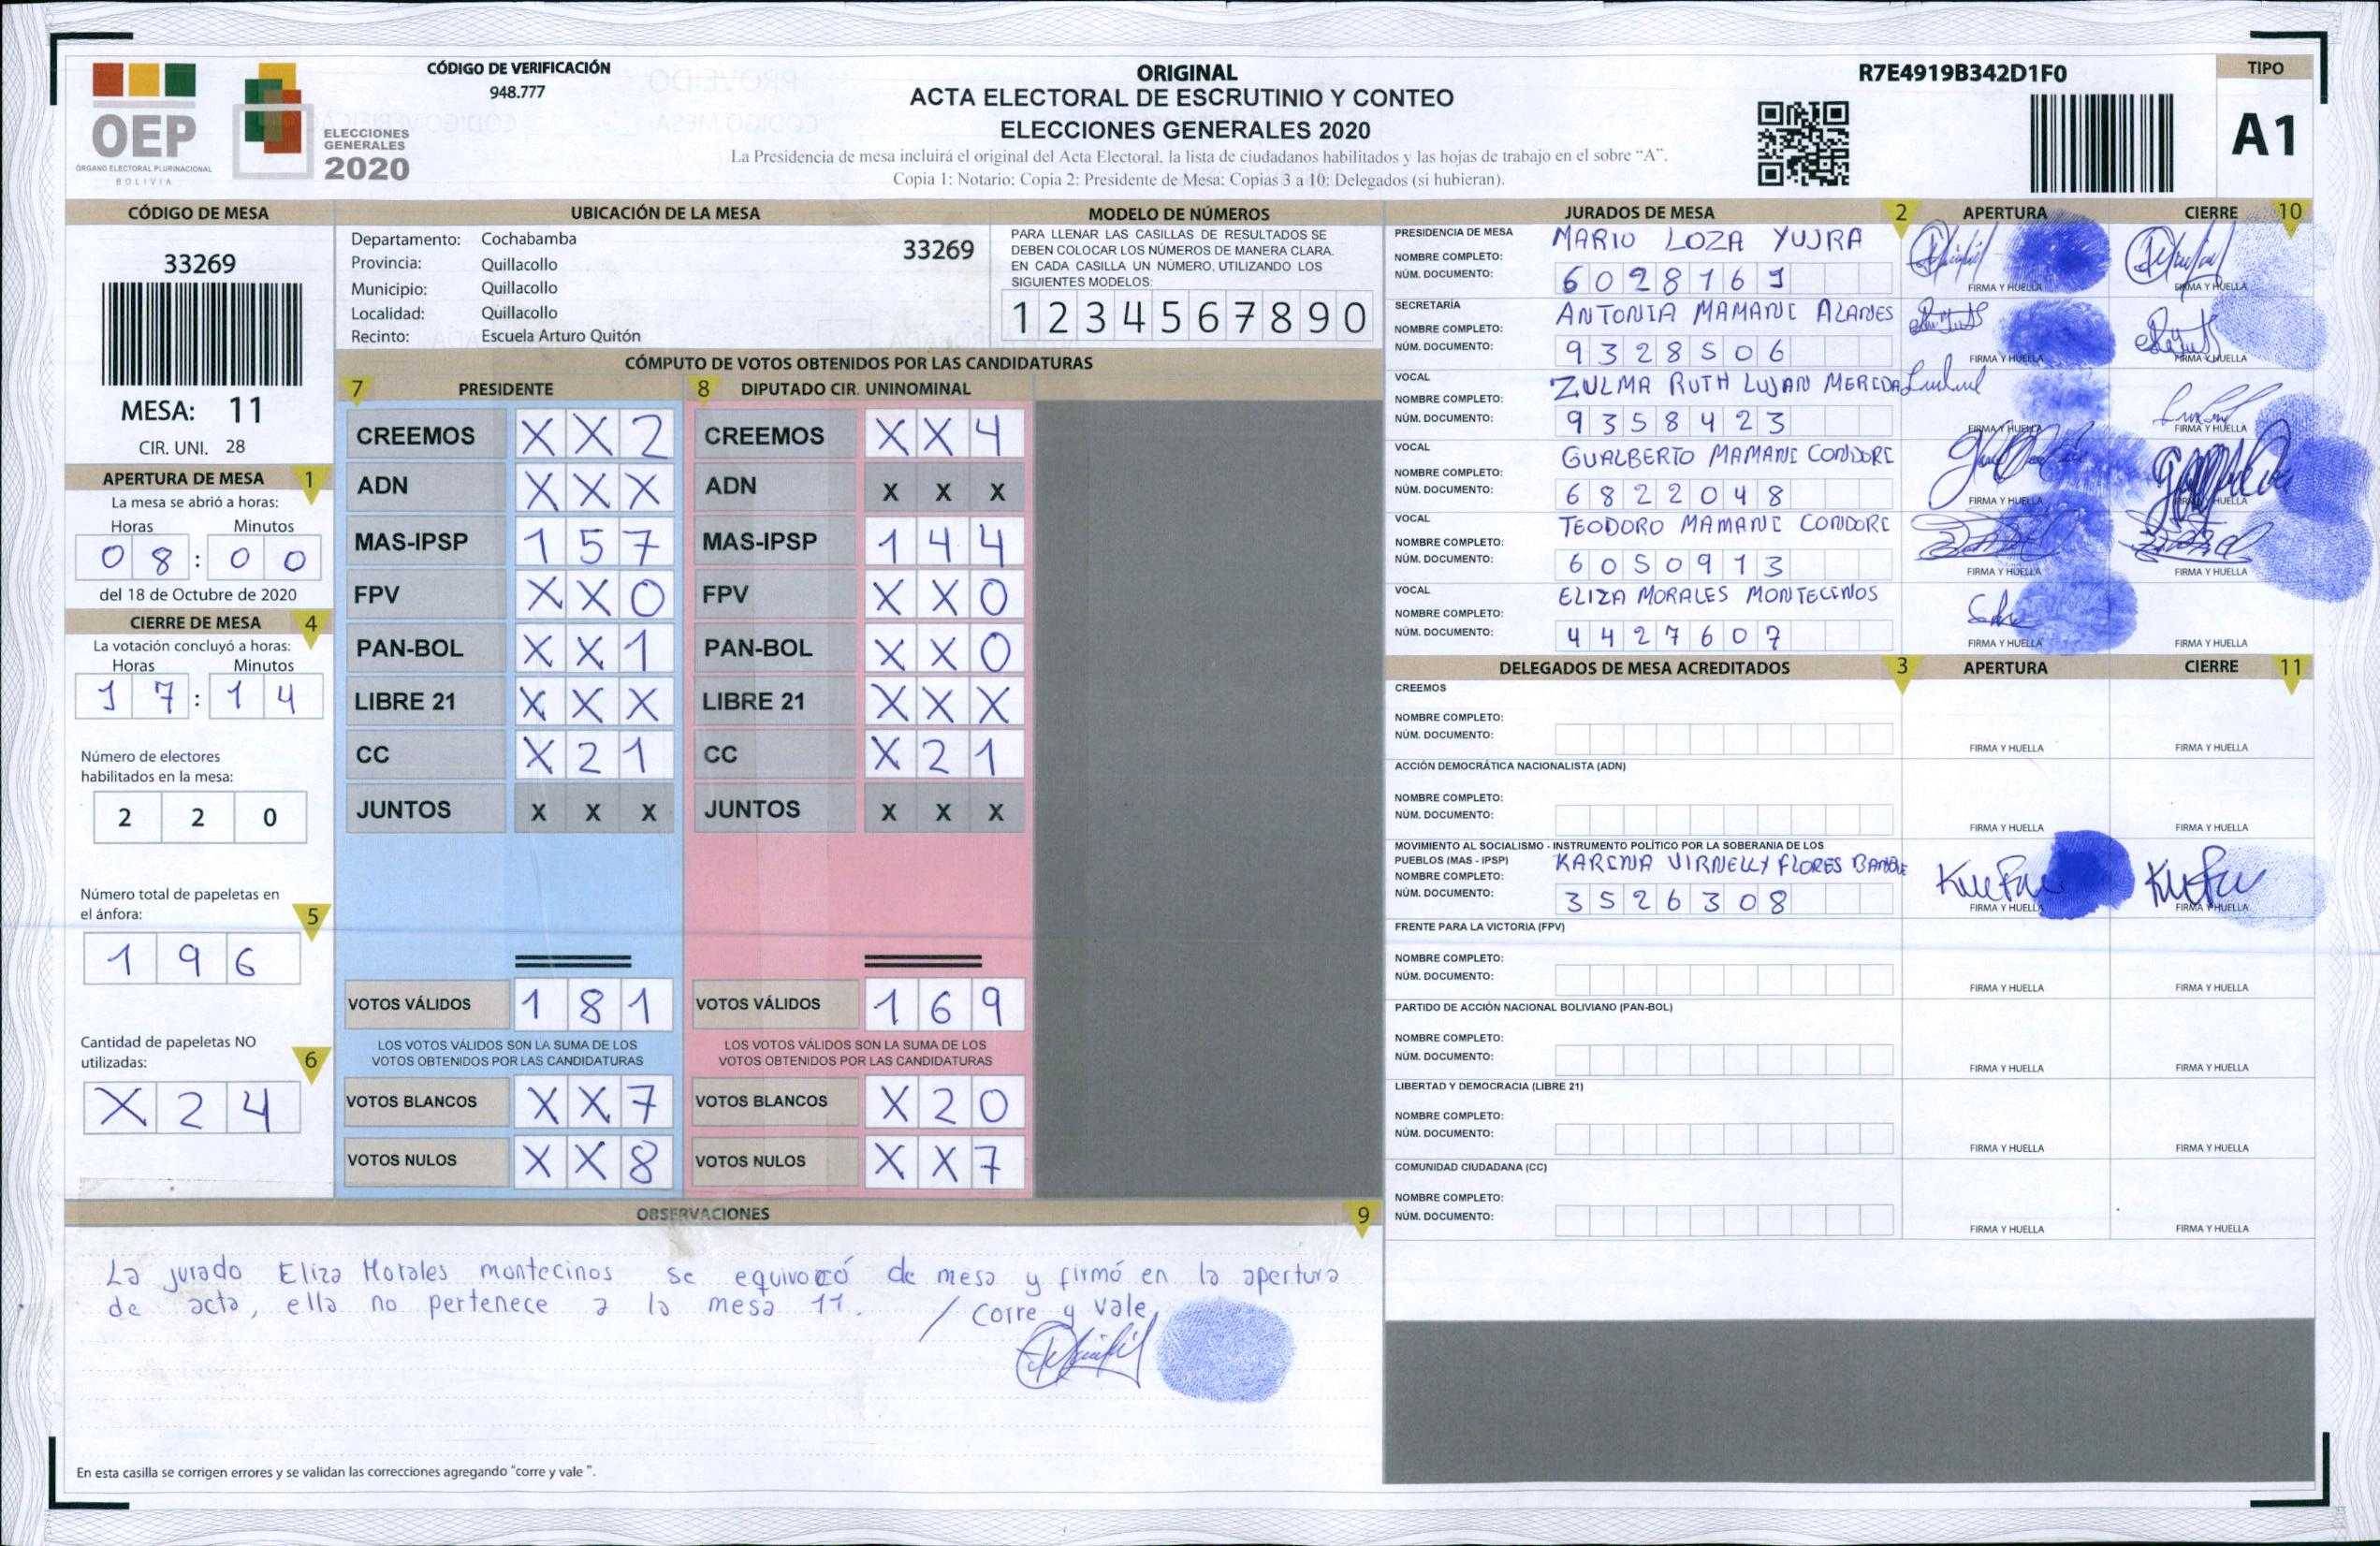 OEP
ÓRGANO ELECTORAL PLURINACIONAL
BOLIVIA
ELECCIONES
GENERALES
2020
CÓDIGO DE VERIFICACIÓN
948.777
ORIGINAL
ACTA ELECTORAL DE ESCRUTINIO Y CONTEO
ELECCIONES GENERALES 2020
La Presidencia de mesa incluirá el original del Acta Electoral, la lista de ciudadanos habilitados y las hojas de trabajo en el sobre "A".
Copia 1: Notario; Copia 2: Presidente de Mesa; Copias 3 a 10: Delegados (si hubieran).
R7E4919B342D1F0
TIPO
A1
CÓDIGO DE MESA
33269
MESA: 11
CIR. UNI. 28
APERTURA DE MESA 1
La mesa se abrió a horas:
Horas Minutos
0 8 : 0 0
del 18 de Octubre de 2020
CIERRE DE MESA 4
La votación concluyó a horas:
Horas Minutos
1 7 : 1 4
Número de electores
habilitados en la mesa:
2 2 0
Número total de papeletas en
el ánfora: 5
1 9 6
Cantidad de papeletas NO
utilizadas: 6
X 2 4
UBICACIÓN DE LA MESA
Departamento: Cochabamba 33269
Provincia: Quillacollo
Municipio: Quillacollo
Localidad: Quillacollo
Recinto: Escuela Arturo Quitón
MODELO DE NÚMEROS
PARA LLENAR LAS CASILLAS DE RESULTADOS SE
DEBEN COLOCAR LOS NÚMEROS DE MANERA CLARA.
EN CADA CASILLA UN NÚMERO, UTILIZANDO LOS
SIGUIENTES MODELOS:
1 2 3 4 5 6 7 8 9 0
CÓMPUTO DE VOTOS OBTENIDOS POR LAS CANDIDATURAS
7 PRESIDENTE 8 DIPUTADO CIR. UNINOMINAL
CREEMOS X X 2 CREEMOS X X 4
ADN X X X ADN X X X
MAS-IPSP 1 5 7 MAS-IPSP 1 4 4
FPV X X 0 FPV X X 0
PAN-BOL X X 1 PAN-BOL X X 0
LIBRE 21 X X X LIBRE 21 X X X
CC X 2 1 CC X 2 1
JUNTOS X X X JUNTOS X X X
VOTOS VÁLIDOS 1 8 1 VOTOS VÁLIDOS 1 6 9
LOS VOTOS VÁLIDOS SON LA SUMA DE LOS LOS VOTOS VÁLIDOS SON LA SUMA DE LOS
VOTOS OBTENIDOS POR LAS CANDIDATURAS VOTOS OBTENIDOS POR LAS CANDIDATURAS
VOTOS BLANCOS X X 7 VOTOS BLANCOS X 2 0
VOTOS NULOS X X 8 VOTOS NULOS X X 7
JURADOS DE MESA 2 APERTURA CIERRE 10
PRESIDENCIA DE MESA MARIO LOZA YUJRA
NOMBRE COMPLETO:
NÚM. DOCUMENTO: 6 0 2 8 1 6 9 FIRMA Y HUELLA FIRMA Y HUELLA
SECRETARÍA ANTONIA MAMANI ALANES
NOMBRE COMPLETO:
NÚM. DOCUMENTO: 9 3 2 8 5 0 6 FIRMA Y HUELLA FIRMA Y HUELLA
VOCAL ZULMA RUTH LUJAN MERIDA
NOMBRE COMPLETO:
NÚM. DOCUMENTO: 9 3 5 8 4 2 3 FIRMA Y HUELLA FIRMA Y HUELLA
VOCAL GUALBERTO MAMANI CONDORI
NOMBRE COMPLETO:
NÚM. DOCUMENTO: 6 8 2 2 0 4 8 FIRMA Y HUELLA FIRMA Y HUELLA
VOCAL TEODORO MAMANI CONDORI
NOMBRE COMPLETO:
NÚM. DOCUMENTO: 6 0 5 0 9 1 3 FIRMA Y HUELLA FIRMA Y HUELLA
VOCAL ELIZA MORALES MONTECINOS
NOMBRE COMPLETO:
NÚM. DOCUMENTO: 4 4 2 7 6 0 7 FIRMA Y HUELLA FIRMA Y HUELLA
DELEGADOS DE MESA ACREDITADOS 3 APERTURA CIERRE 11
CREEMOS
NOMBRE COMPLETO:
NÚM. DOCUMENTO: FIRMA Y HUELLA FIRMA Y HUELLA
ACCIÓN DEMOCRÁTICA NACIONALISTA (ADN)
NOMBRE COMPLETO:
NÚM. DOCUMENTO: FIRMA Y HUELLA FIRMA Y HUELLA
MOVIMIENTO AL SOCIALISMO - INSTRUMENTO POLÍTICO POR LA SOBERANIA DE LOS
PUEBLOS (MAS - IPSP) KARINA VIRNELLY FLORES
NOMBRE COMPLETO:
NÚM. DOCUMENTO: 3 5 2 6 3 0 8 FIRMA Y HUELLA FIRMA Y HUELLA
FRENTE PARA LA VICTORIA (FPV)
NOMBRE COMPLETO:
NÚM. DOCUMENTO: FIRMA Y HUELLA FIRMA Y HUELLA
PARTIDO DE ACCIÓN NACIONAL BOLIVIANO (PAN-BOL)
NOMBRE COMPLETO:
NÚM. DOCUMENTO: FIRMA Y HUELLA FIRMA Y HUELLA
LIBERTAD Y DEMOCRACIA (LIBRE 21)
NOMBRE COMPLETO:
NÚM. DOCUMENTO: FIRMA Y HUELLA FIRMA Y HUELLA
COMUNIDAD CIUDADANA (CC)
NOMBRE COMPLETO:
NÚM. DOCUMENTO: FIRMA Y HUELLA FIRMA Y HUELLA
OBSERVACIONES 9
La jurado Eliza Morales montecinos se equivocó de mesa y firmó en la apertura
de acta, ella no pertenece a la mesa 11. / Corre y vale,
En esta casilla se corrigen errores y se validan las correcciones agregando "corre y vale ".